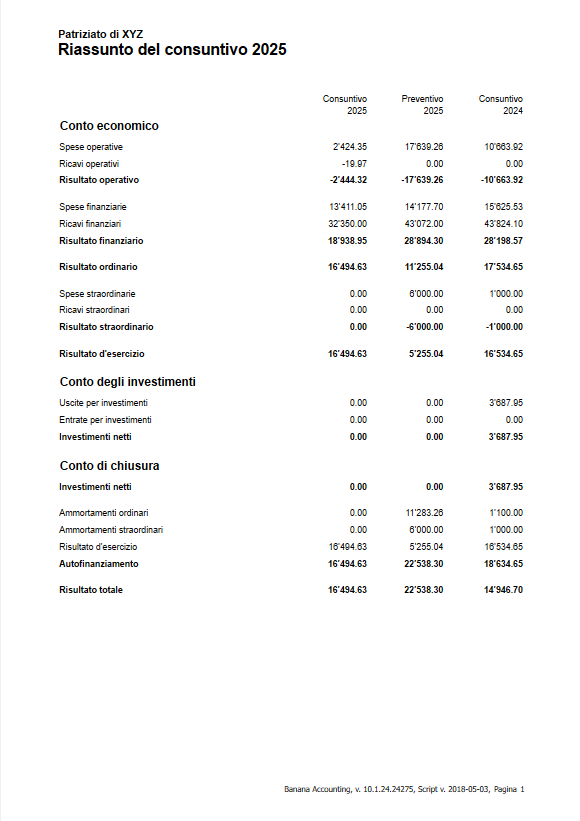 Patriziato di XYZ
Riassunto del consuntivo 2025
Consuntivo Preventivo Consuntivo
2025 2025 2024
Conto economico
Spese operative 2'424.35 17'639.26 10'663.92
Ricavi operativi -19.97 0.00 0.00
Risultato operativo -2'444.32 -17'639.26 -10'663.92
Spese finanziarie 13'411.05 14'177.70 15'625.53
Ricavi finanziari 32'350.00 43'072.00 43'824.10
Risultato finanziario 18'938.95 28'894.30 28'198.57
Risultato ordinario 16'494.63 11'255.04 17'534.65
Spese straordinarie 0.00 6'000.00 1'000.00
Ricavi straordinari 0.00 0.00 0.00
Risultato straordinario 0.00 -6'000.00 -1'000.00
Risultato d'esercizio 16'494.63 5'255.04 16'534.65
Conto degli investimenti
Uscite per investimenti 0.00 0.00 3'687.95
Entrate per investimenti 0.00 0.00 0.00
Investimenti netti 0.00 0.00 3'687.95
Conto di chiusura
Investimenti netti 0.00 0.00 3'687.95
Ammortamenti ordinari 0.00 11'283.26 1'100.00
Ammortamenti straordinari 0.00 6'000.00 1'000.00
Risultato d'esercizio 16'494.63 5'255.04 16'534.65
Autofinanziamento 16'494.63 22'538.30 18'634.65
Risultato totale 16'494.63 22'538.30 14'946.70
Banana Accounting, v. 10.1.24.24275, Script v. 2018-05-03, Pagina 1